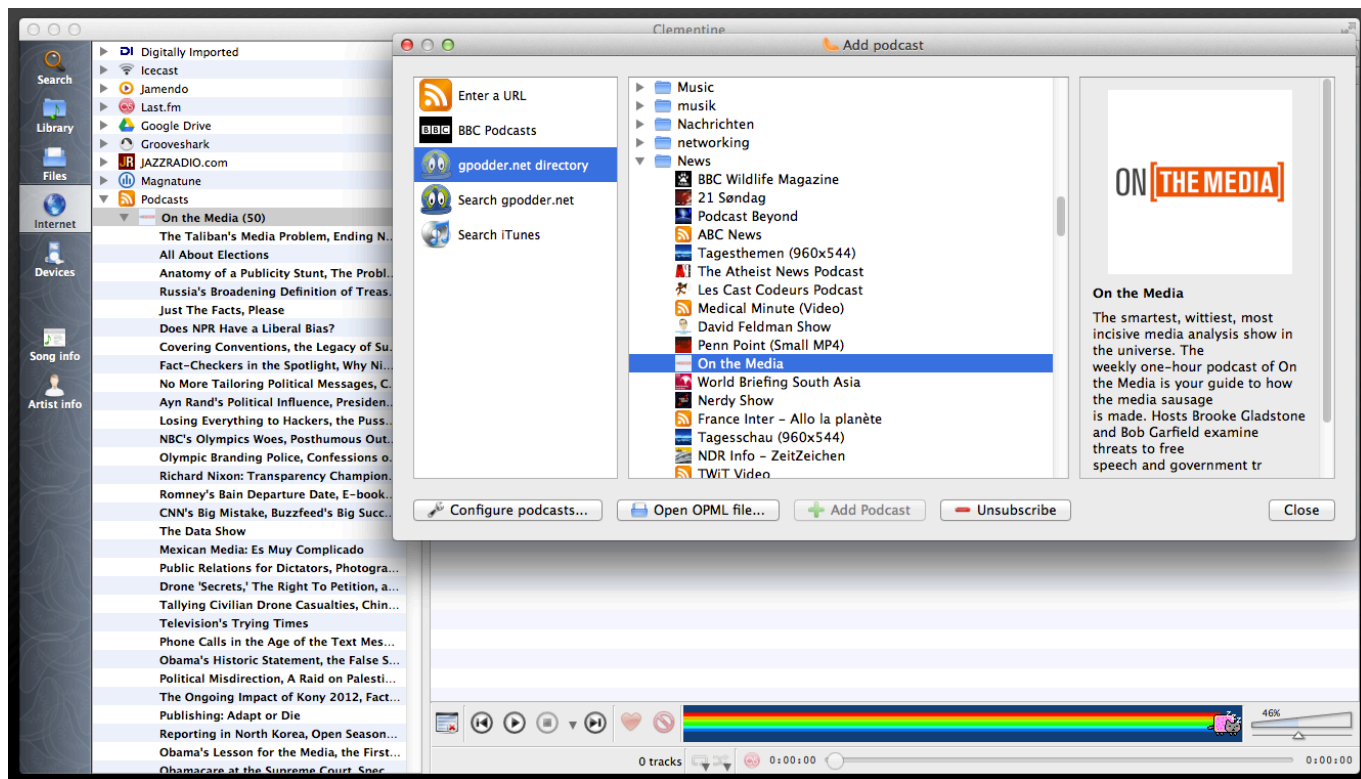 Clementine
Search
Library
Files
Internet
Devices
Song info
Artist info
DI Digitally Imported
Icecast
Jamendo
Last.fm
Google Drive
Grooveshark
JR JAZZRADIO.com
Magnatune
Podcasts
On the Media (50)
The Taliban's Media Problem, Ending N...
All About Elections
Anatomy of a Publicity Stunt, The Probl...
Russia's Broadening Definition of Treas...
Just The Facts, Please
Does NPR Have a Liberal Bias?
Covering Conventions, the Legacy of Su...
Fact-Checkers in the Spotlight, Why Ni...
No More Tailoring Political Messages, C...
Ayn Rand's Political Influence, Presiden...
Losing Everything to Hackers, the Puss...
NBC's Olympics Woes, Posthumous Out...
Olympic Branding Police, Confessions o...
Richard Nixon: Transparency Champion...
Romney's Bain Departure Date, E-book...
CNN's Big Mistake, Buzzfeed's Big Succ...
The Data Show
Mexican Media: Es Muy Complicado
Public Relations for Dictators, Photogra...
Drone 'Secrets,' The Right To Petition, a...
Tallying Civilian Drone Casualties, Chin...
Television's Trying Times
Phone Calls in the Age of the Text Mes...
Obama's Historic Statement, the False S...
Political Misdirection, A Raid on Palesti...
The Ongoing Impact of Kony 2012, Fact...
Publishing: Adapt or Die
Reporting in North Korea, Open Season...
Obama's Lesson for the Media, the First...
Obamacare at the Supreme Court, Spec...
Add podcast
Enter a URL
BBC BBC Podcasts
gpodder.net directory
Search gpodder.net
Search iTunes
Music
musik
Nachrichten
networking
News
BBC Wildlife Magazine
21 Søndag
Podcast Beyond
ABC News
Tagesthemen (960x544)
The Atheist News Podcast
Les Cast Codeurs Podcast
Medical Minute (Video)
David Feldman Show
Penn Point (Small MP4)
On the Media
World Briefing South Asia
Nerdy Show
France Inter - Allo la planète
Tagesschau (960x544)
NDR Info - ZeitZeichen
TWiT Video
ON [THE MEDIA]
On the Media
The smartest, wittiest, most
incisive media analysis show in
the universe. The
weekly one-hour podcast of On
the Media is your guide to how
the media sausage
is made. Hosts Brooke Gladstone
and Bob Garfield examine
threats to free
speech and government tr
Configure podcasts...
Open OPML file...
Add Podcast
Unsubscribe
Close
46%
0 tracks
0:00:00
0:00:00